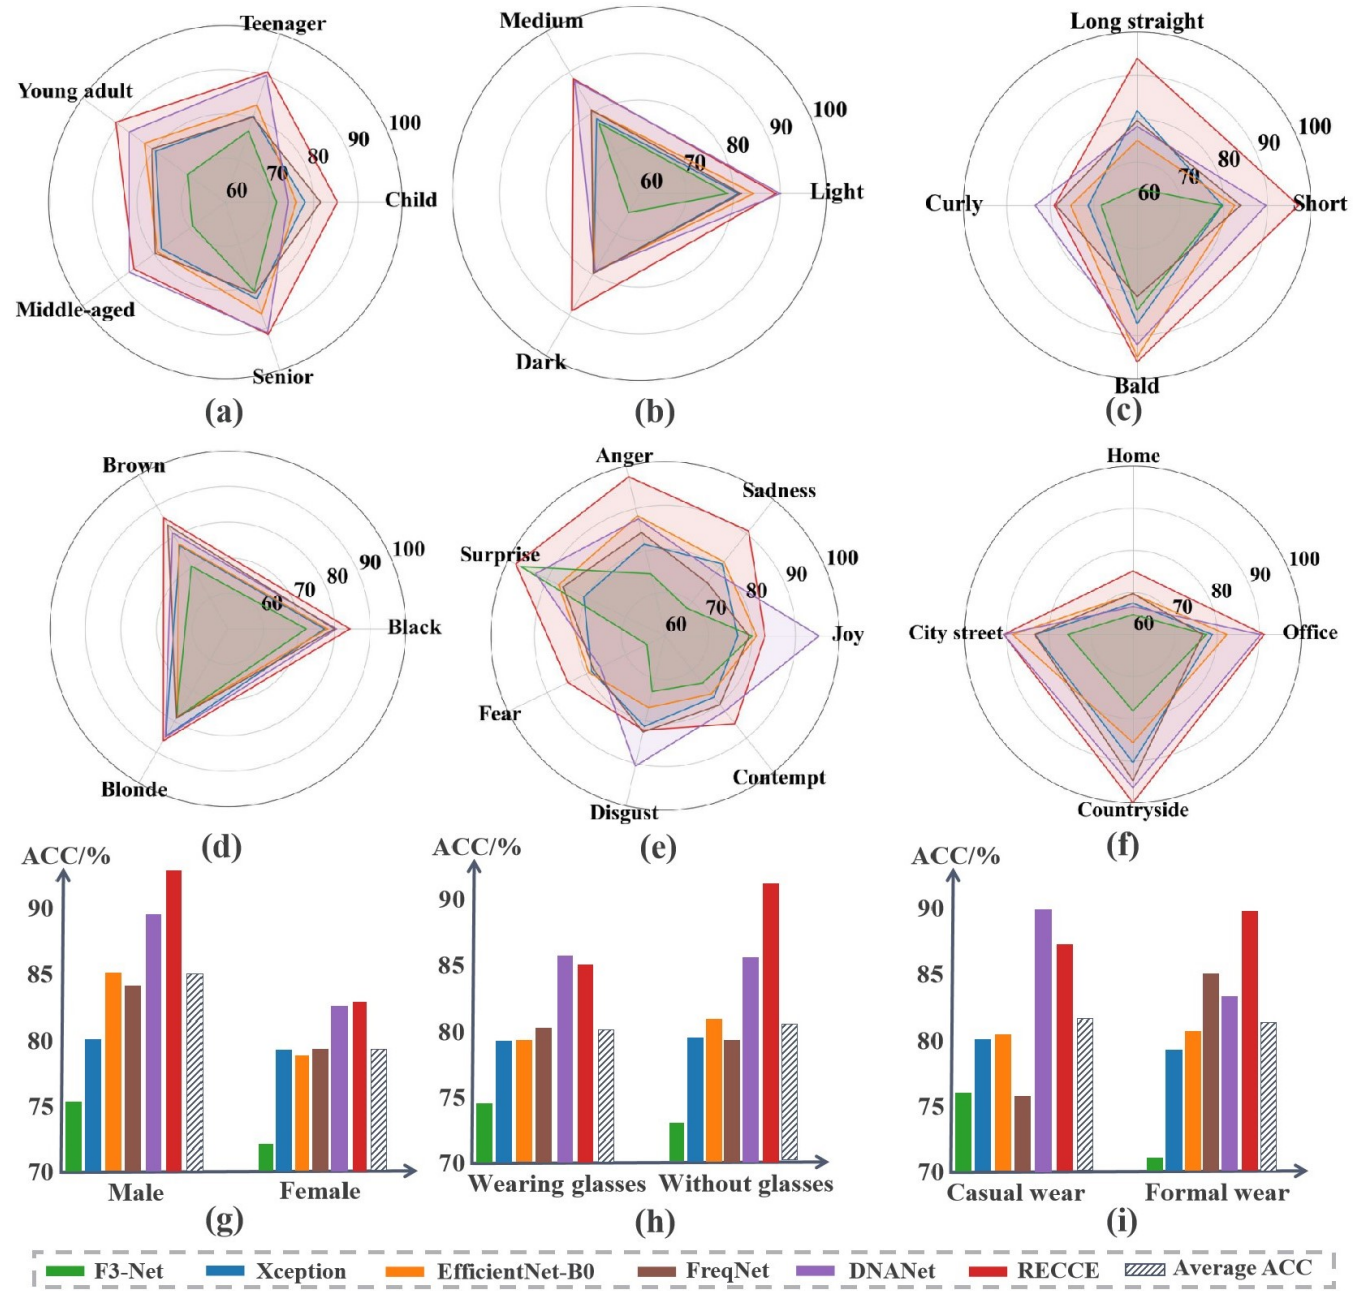 Teenager
Young adult
Child
Middle-aged
Senior
60
70
80
90
100
(a)
Medium
Light
Dark
60
70
80
90
100
(b)
Long straight
Curly
Short
Bald
60
70
80
90
100
(c)
Brown
Black
Blonde
60
70
80
90
100
(d)
Anger
Sadness
Surprise
Joy
Fear
Contempt
Disgust
60
70
80
90
100
(e)
Home
City street
Office
Countryside
60
70
80
90
100
(f)
ACC/%
90
85
80
75
70
Male
Female
(g)
ACC/%
90
85
80
75
70
Wearing glasses
Without glasses
(h)
ACC/%
90
85
80
75
70
Casual wear
Formal wear
(i)
F3-Net
Xception
EfficientNet-B0
FreqNet
DNANet
RECCE
Average ACC